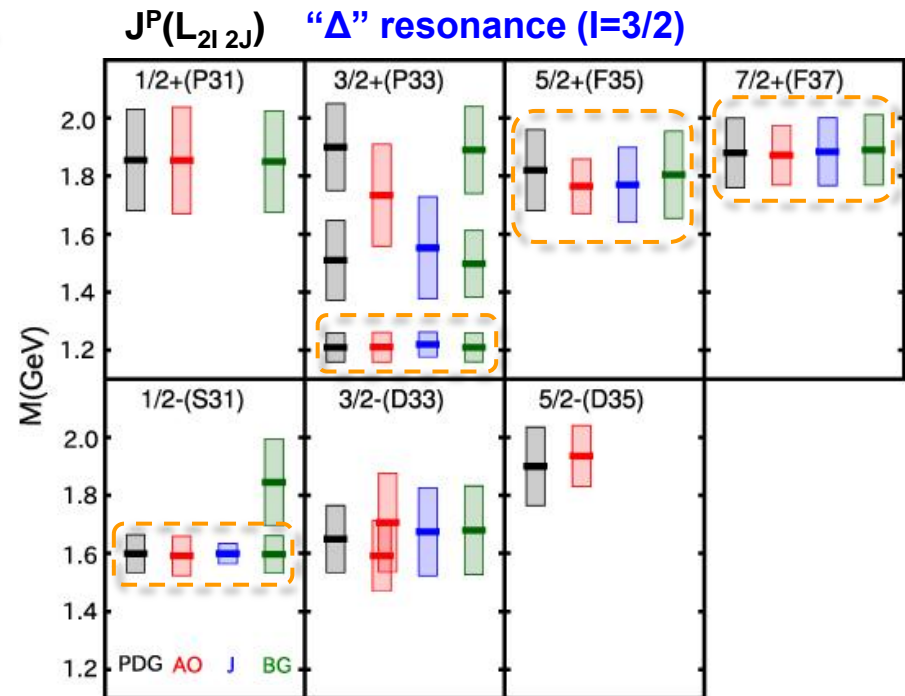 Jᴾ(L₂I ₂J) “Δ” resonance (I=3/2)
1/2+(P31) 3/2+(P33) 5/2+(F35) 7/2+(F37)
2.0
1.8
1.6
1.4
1.2
M(GeV)
1/2-(S31) 3/2-(D33) 5/2-(D35)
2.0
1.8
1.6
1.4
1.2 PDG AO J BG